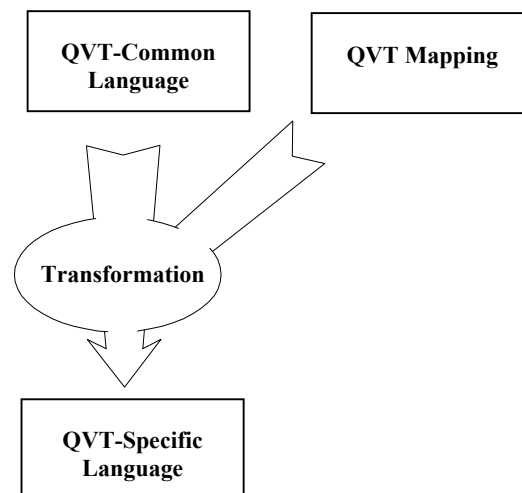 QVT-Common
Language
QVT Mapping
Transformation
QVT-Specific
Language